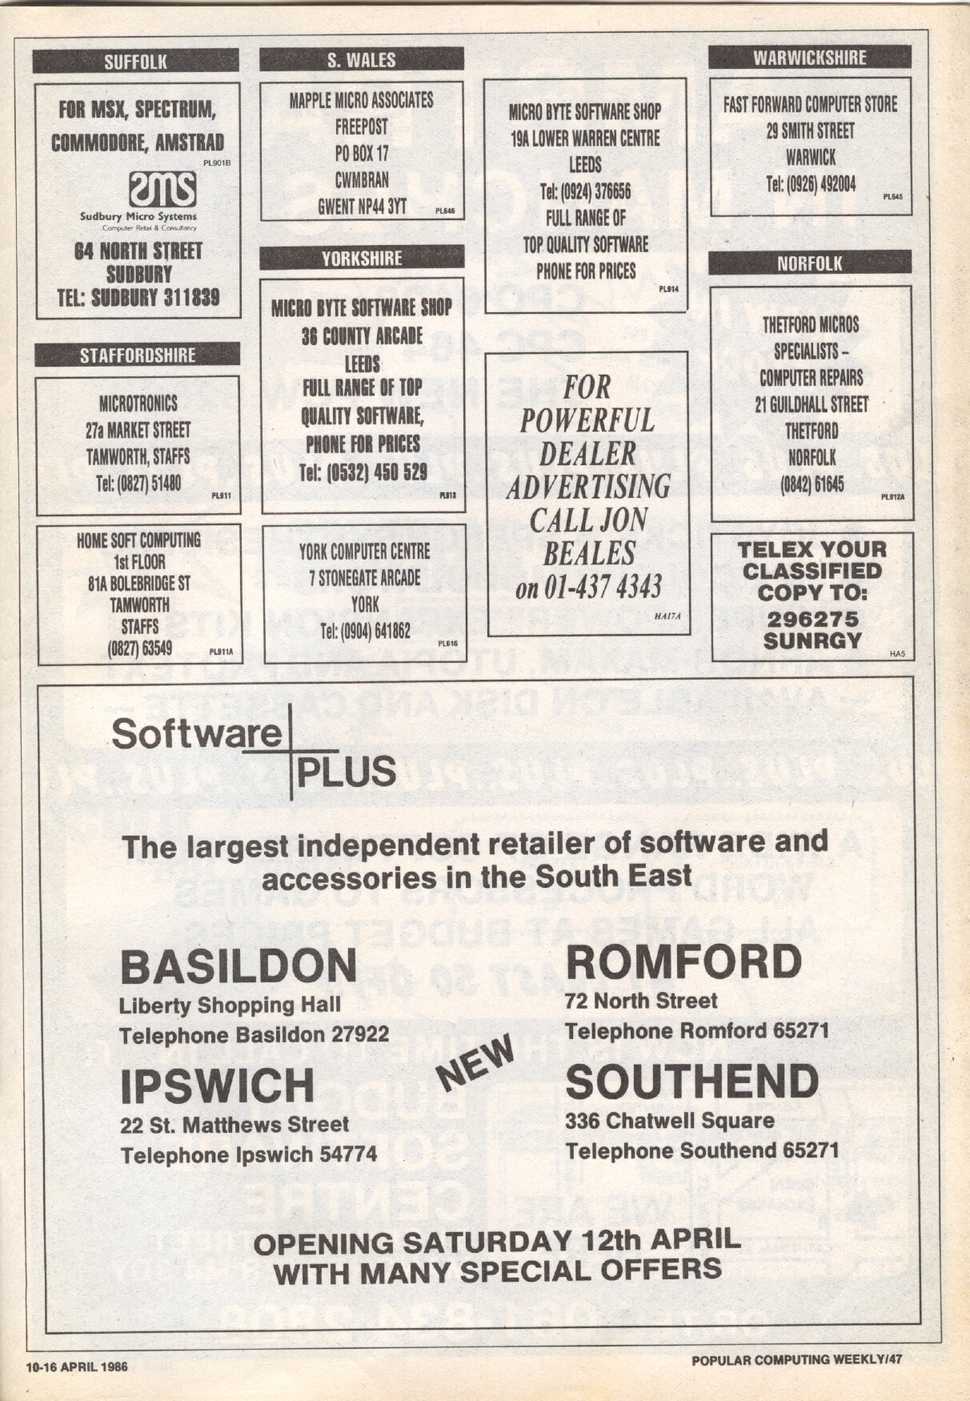 SUFFOLK
FOR MSX, SPECTRUM,
COMMODORE, AMSTRAD
PL901B
sms
Sudbury Micro Systems
Computer Retail & Consultancy
64 NORTH STREET
SUDBURY
TEL: SUDBURY 311839
STAFFORDSHIRE
MICROTRONICS
27a MARKET STREET
TAMWORTH, STAFFS
Tel: (0827) 51480
PL911
HOME SOFT COMPUTING
1st FLOOR
81A BOLEBRIDGE ST
TAMWORTH
STAFFS
(0827) 63549
PL911A
S. WALES
MAPPLE MICRO ASSOCIATES
FREEPOST
PO BOX 17
CWMBRAN
GWENT NP44 3YT
PL646
YORKSHIRE
MICRO BYTE SOFTWARE SHOP
36 COUNTY ARCADE
LEEDS
FULL RANGE OF TOP
QUALITY SOFTWARE,
PHONE FOR PRICES
Tel: (0532) 450 529
PL913
YORK COMPUTER CENTRE
7 STONEGATE ARCADE
YORK
Tel: (0904) 641862
PL616
MICRO BYTE SOFTWARE SHOP
19A LOWER WARREN CENTRE
LEEDS
Tel: (0924) 376656
FULL RANGE OF
TOP QUALITY SOFTWARE
PHONE FOR PRICES
PL914
FOR
POWERFUL
DEALER
ADVERTISING
CALL JON
BEALES
on 01-437 4343
HA17A
WARWICKSHIRE
FAST FORWARD COMPUTER STORE
29 SMITH STREET
WARWICK
Tel: (0926) 492004
PL645
NORFOLK
THETFORD MICROS
SPECIALISTS –
COMPUTER REPAIRS
21 GUILDHALL STREET
THETFORD
NORFOLK
(0842) 61645
PL912A
TELEX YOUR
CLASSIFIED
COPY TO:
296275
SUNRGY
HA5
Software
PLUS
The largest independent retailer of software and
accessories in the South East
BASILDON
Liberty Shopping Hall
Telephone Basildon 27922
ROMFORD
72 North Street
Telephone Romford 65271
IPSWICH
22 St. Matthews Street
Telephone Ipswich 54774
NEW
SOUTHEND
336 Chatwell Square
Telephone Southend 65271
OPENING SATURDAY 12th APRIL
WITH MANY SPECIAL OFFERS
10-16 APRIL 1986
POPULAR COMPUTING WEEKLY/47